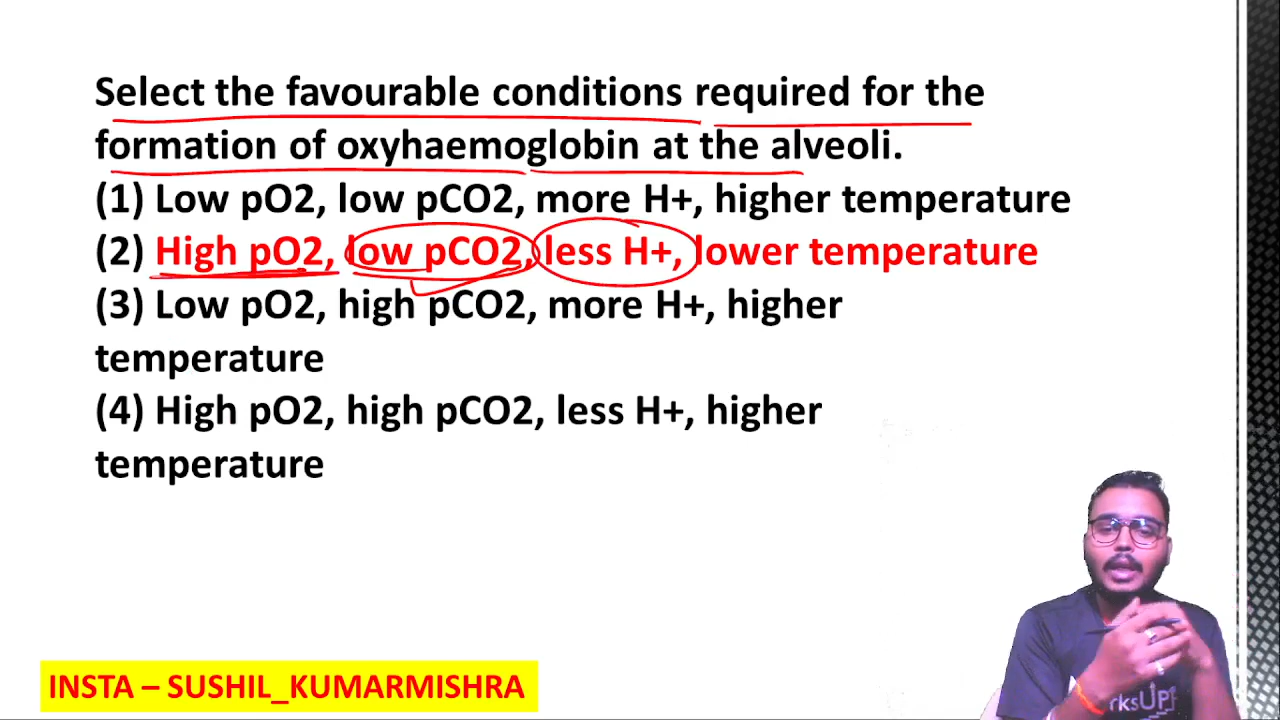 Select the favourable conditions required for the
formation of oxyhaemoglobin at the alveoli.
(1) Low pO2, low pCO2, more H+, higher temperature
(2) High pO2, low pCO2, less H+, lower temperature
(3) Low pO2, high pCO2, more H+, higher
temperature
(4) High pO2, high pCO2, less H+, higher
temperature
INSTA – SUSHIL_KUMARMISHRA